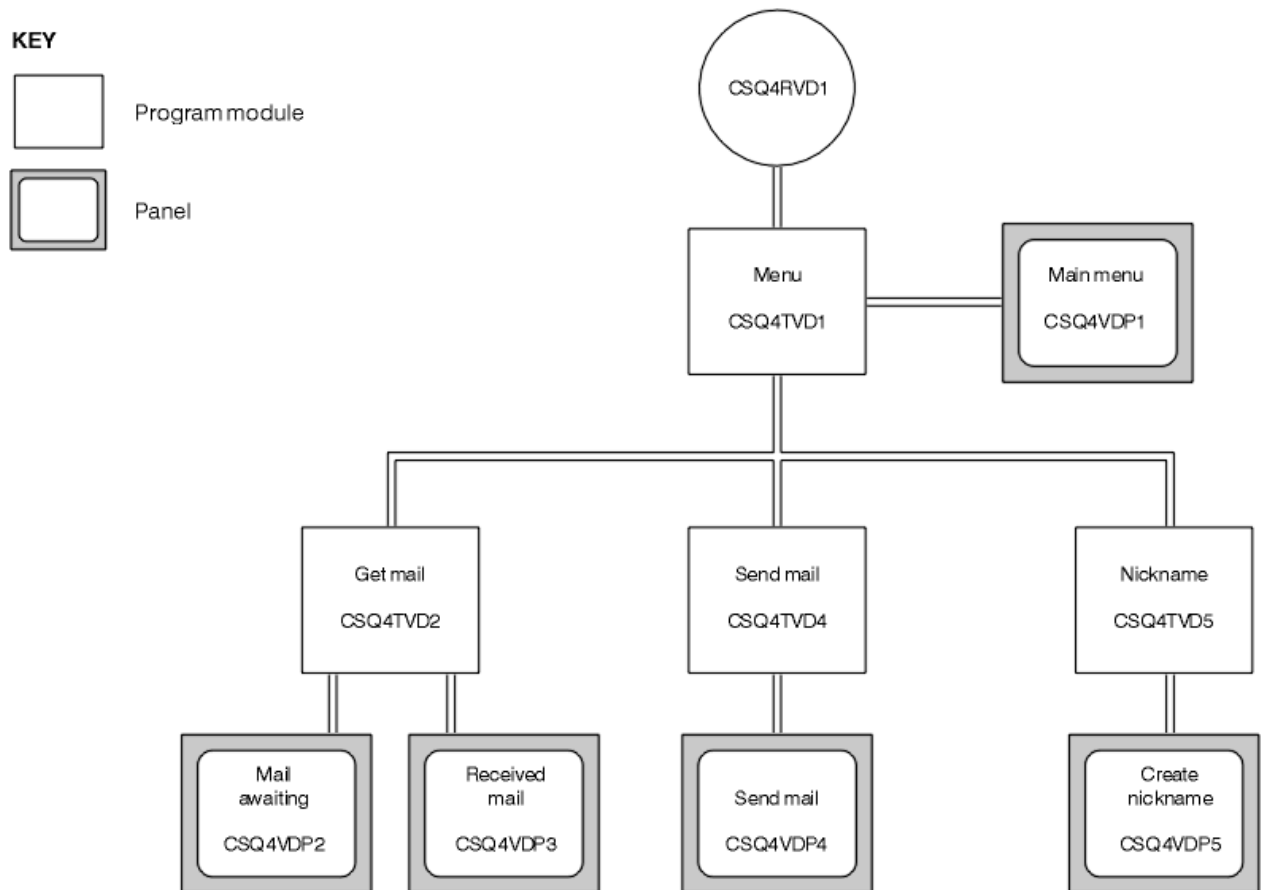 KEY
Program module
Panel
CSQ4RVD1
Menu
CSQ4TVD1
Main menu
CSQ4VDP1
Get mail
CSQ4TVD2
Send mail
CSQ4TVD4
Nickname
CSQ4TVD5
Mail
awaiting
CSQ4VDP2
Received
mail
CSQ4VDP3
Send mail
CSQ4VDP4
Create
nickname
CSQ4VDP5